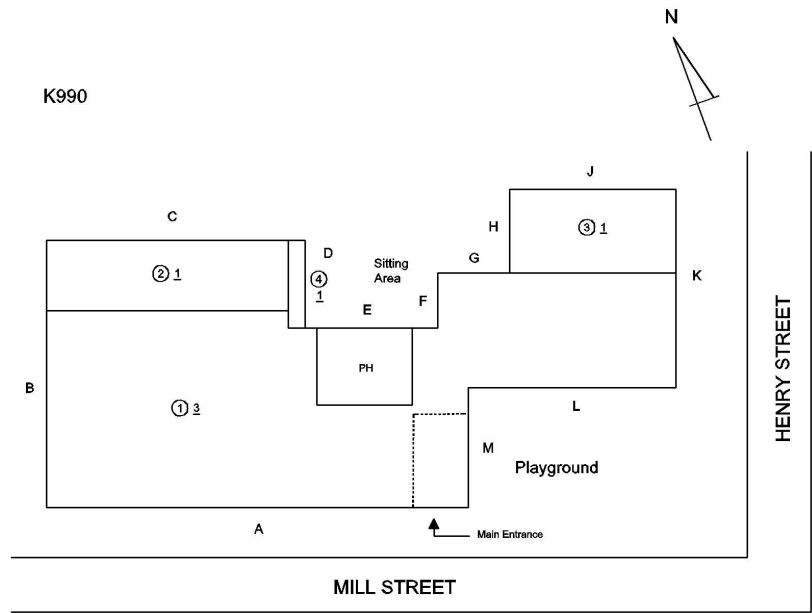 N
K990
J
C
H
③ 1
D
G
② 1
④
1
Sitting
Area
K
F
E
PH
B
① 3
L
M
Playground
A
Main Entrance
MILL STREET
HENRY STREET